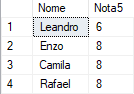 Nome Nota5
1 Leandro 6
2 Enzo 8
3 Camila 8
4 Rafael 8